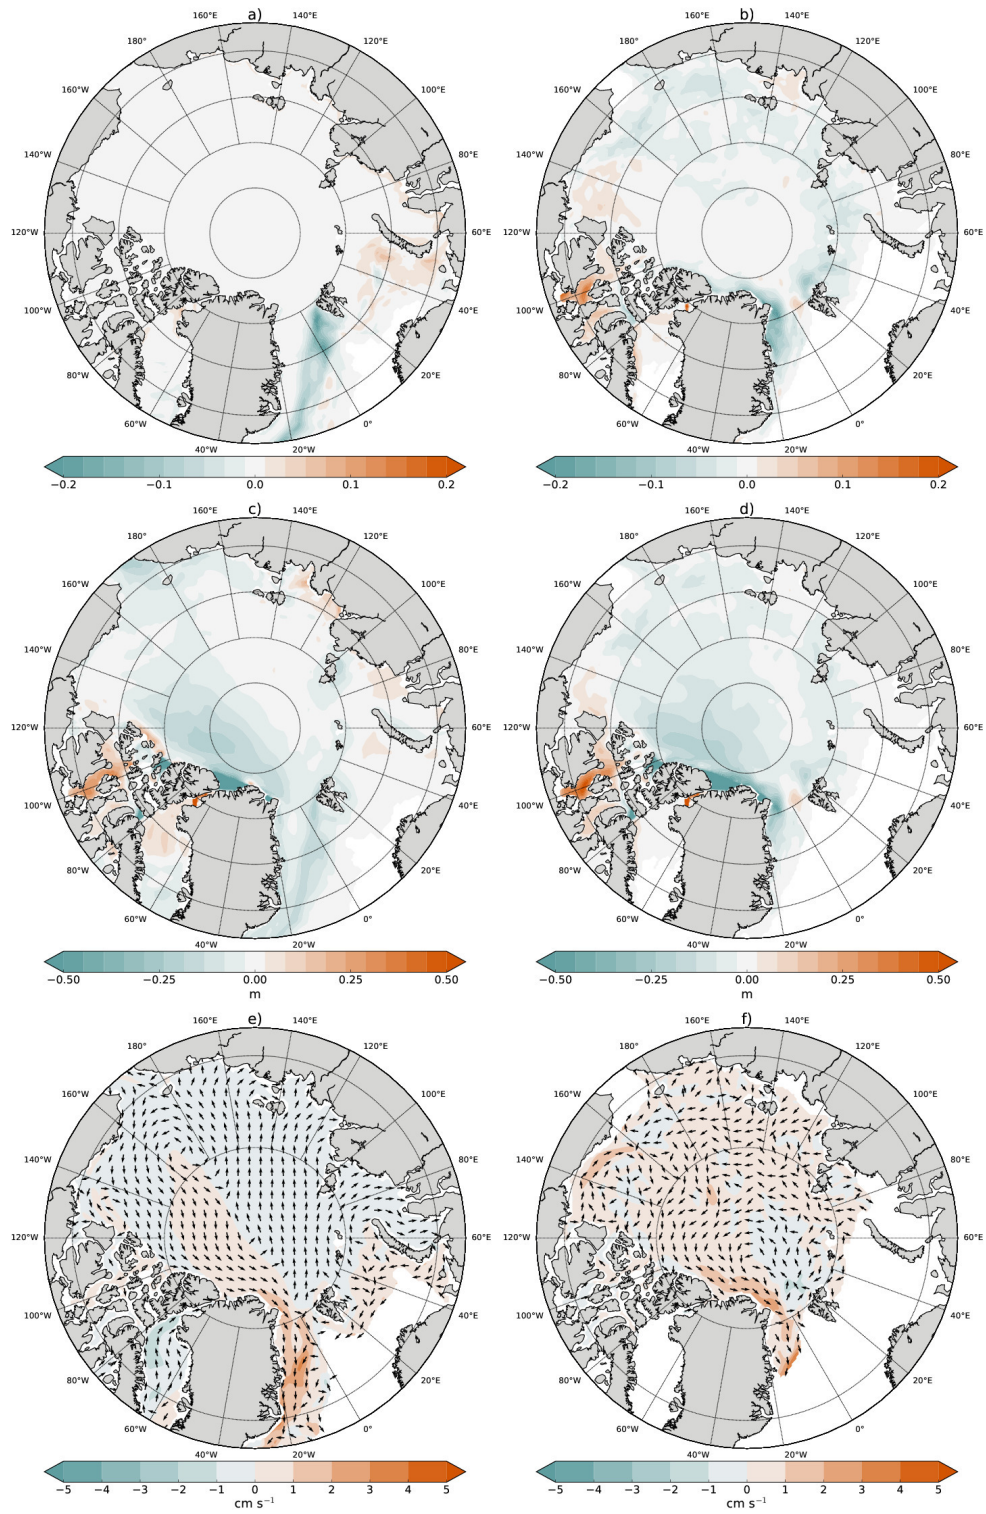 a) b)
160°E 140°E 160°E 140°E
180° 120°E 180° 120°E
160°W 100°E 160°W 100°E
140°W 80°E 140°W 80°E
120°W 60°E 120°W 60°E
100°W 40°E 100°W 40°E
80°W 20°E 80°W 20°E
60°W 0° 60°W 0°
40°W 20°W 40°W 20°W
−0.2 −0.1 0.0 0.1 0.2 −0.2 −0.1 0.0 0.1 0.2
c) d)
160°E 140°E 160°E 140°E
180° 120°E 180° 120°E
160°W 100°E 160°W 100°E
140°W 80°E 140°W 80°E
120°W 60°E 120°W 60°E
100°W 40°E 100°W 40°E
80°W 20°E 80°W 20°E
60°W 0° 60°W 0°
40°W 20°W 40°W 20°W
−0.50 −0.25 0.00 0.25 0.50 −0.50 −0.25 0.00 0.25 0.50
m m
e) f)
160°E 140°E 160°E 140°E
180° 120°E 180° 120°E
160°W 100°E 160°W 100°E
140°W 80°E 140°W 80°E
120°W 60°E 120°W 60°E
100°W 40°E 100°W 40°E
80°W 20°E 80°W 20°E
60°W 0° 60°W 0°
40°W 20°W 40°W 20°W
−5 −4 −3 −2 −1 0 1 2 3 4 5 −5 −4 −3 −2 −1 0 1 2 3 4 5
cm s⁻¹ cm s⁻¹